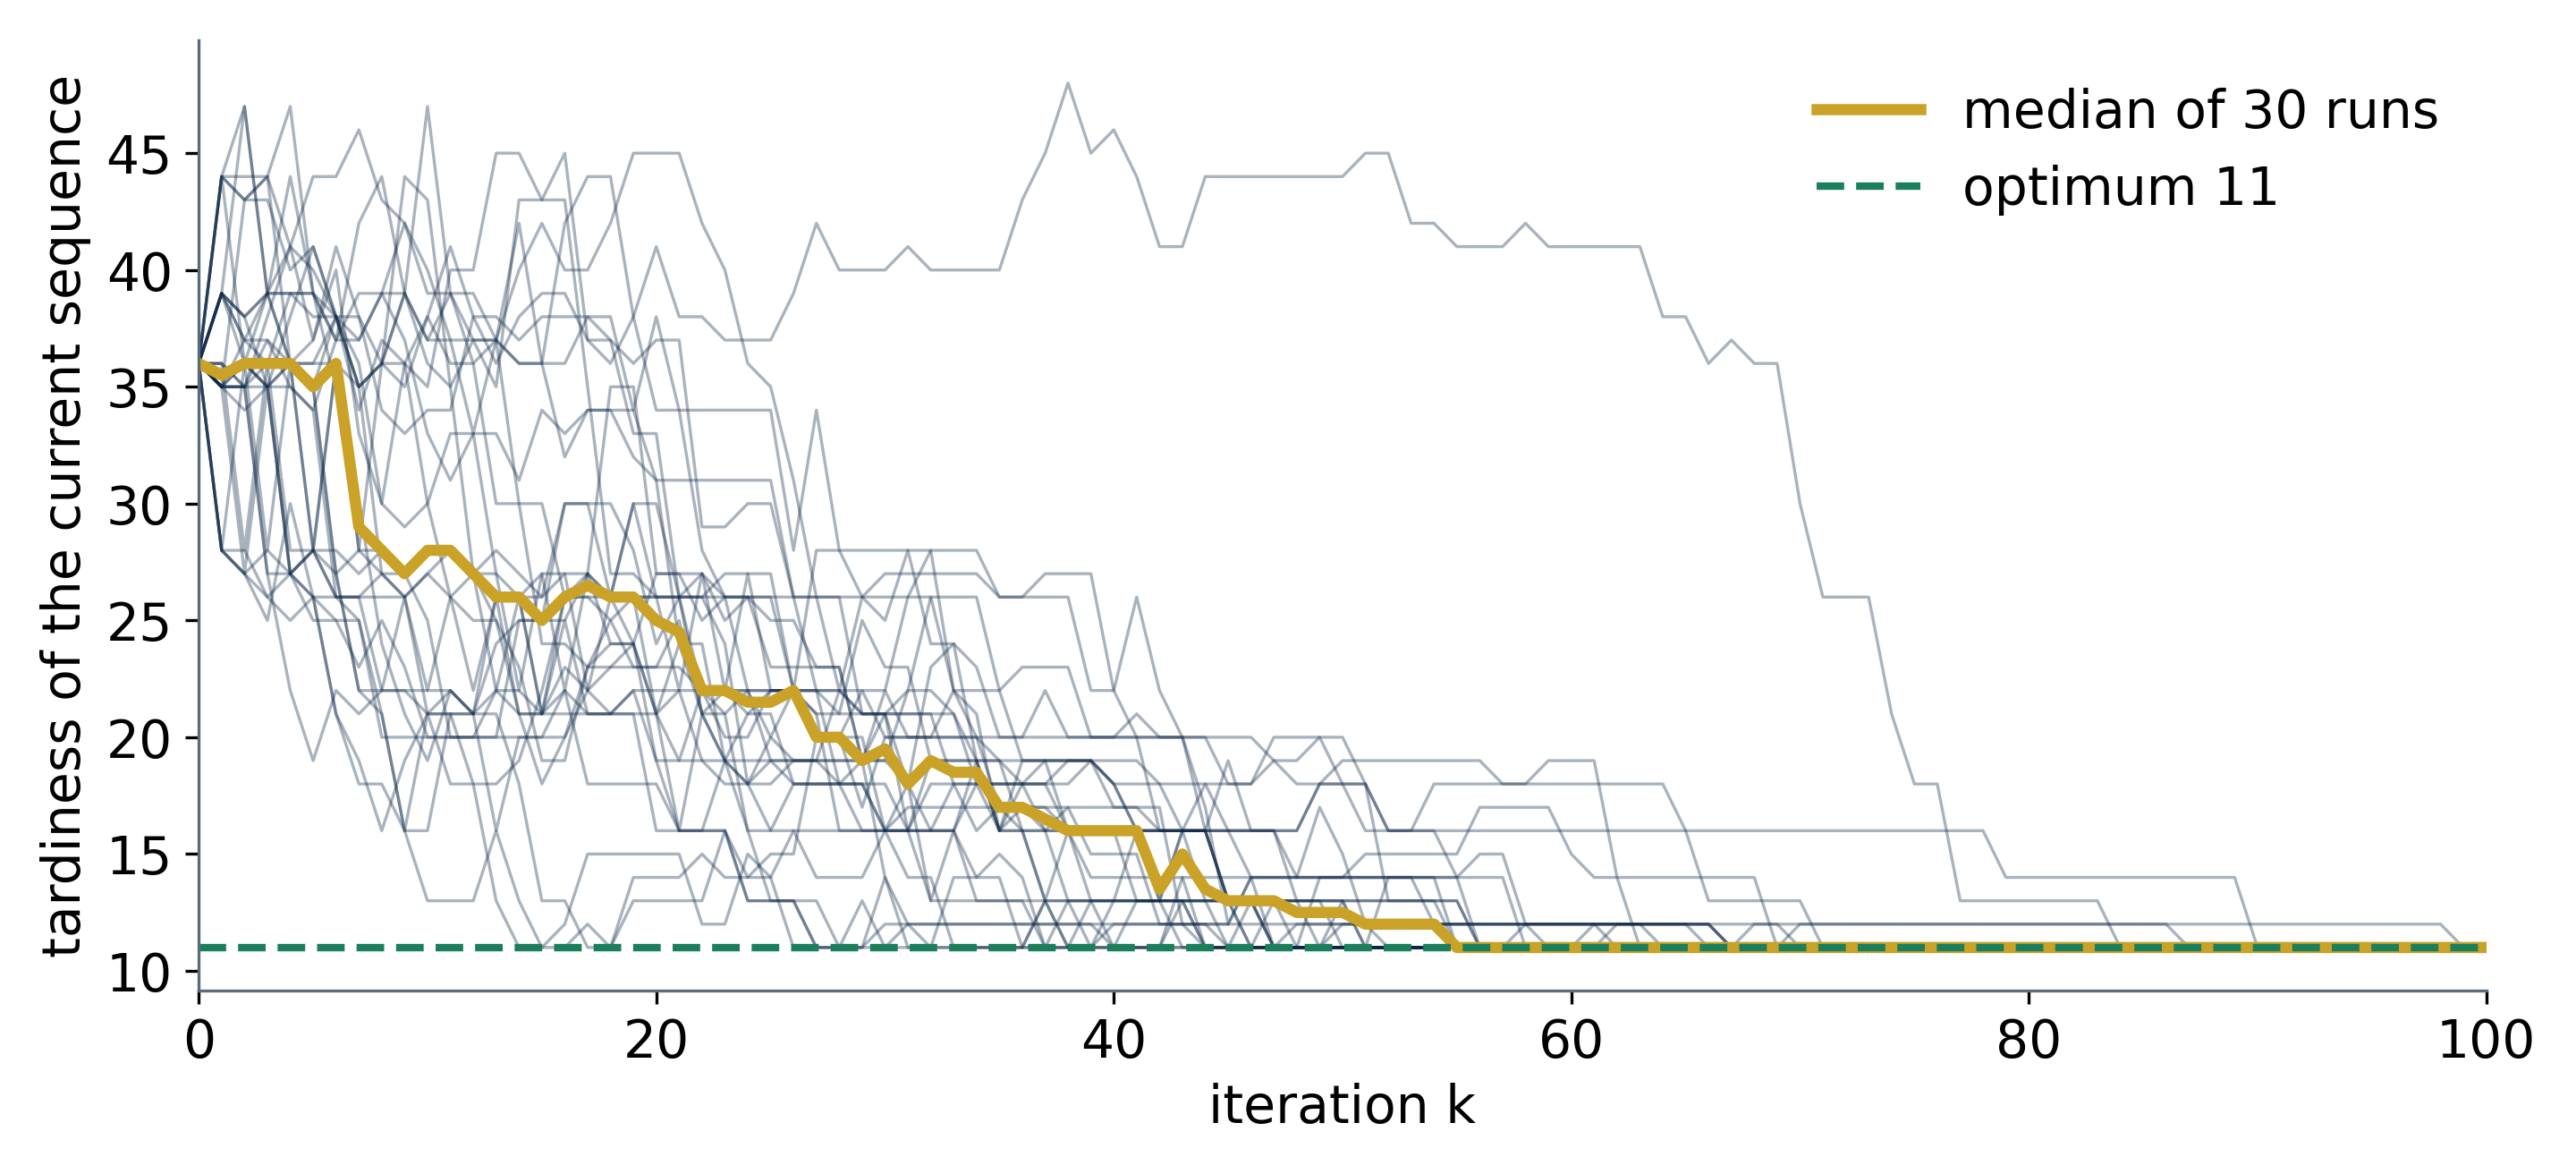 median of 30 runs
optimum 11
tardiness of the current sequence
45
40
35
30
25
20
15
10
0 20 40 60 80 100
iteration k